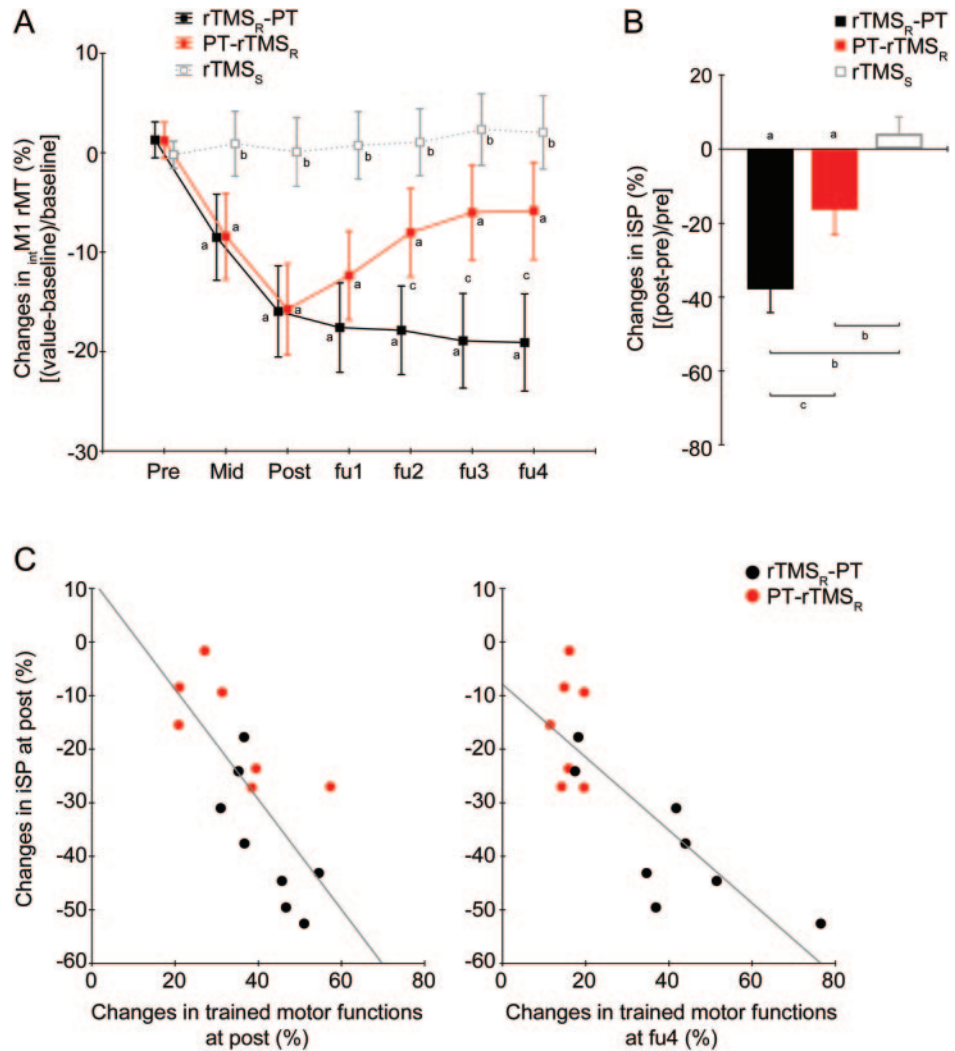 A
rTMSR-PT
PT-rTMSR
rTMSS
Changes in intM1 rMT (%)
[(value-baseline)/baseline]
10
0
-10
-20
-30
a
a
a
a
a
a
a
a
a
a
a
a
c
c
c
b
b
b
b
b
b
Pre
Mid
Post
fu1
fu2
fu3
fu4
B
rTMSR-PT
PT-rTMSR
rTMSS
Changes in iSP (%)
[(post-pre)/pre]
20
0
-20
-40
-60
-80
a
a
b
b
c
C
rTMSR-PT
PT-rTMSR
Changes in iSP at post (%)
10
0
-10
-20
-30
-40
-50
-60
0
20
40
60
80
Changes in trained motor functions
at post (%)
10
0
-10
-20
-30
-40
-50
-60
0
20
40
60
80
Changes in trained motor functions
at fu4 (%)